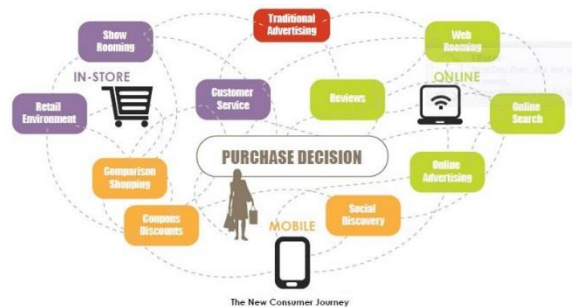 Traditional
Advertising
Show
Rooming
Web
Rooming
IN-STORE
ONLINE
Customer
Service
Reviews
Retail
Environment
Online
Search
PURCHASE DECISION
Comparison
Shopping
Online
Advertising
Coupons
Discounts
Social
Discovery
MOBILE
The New Consumer Journey